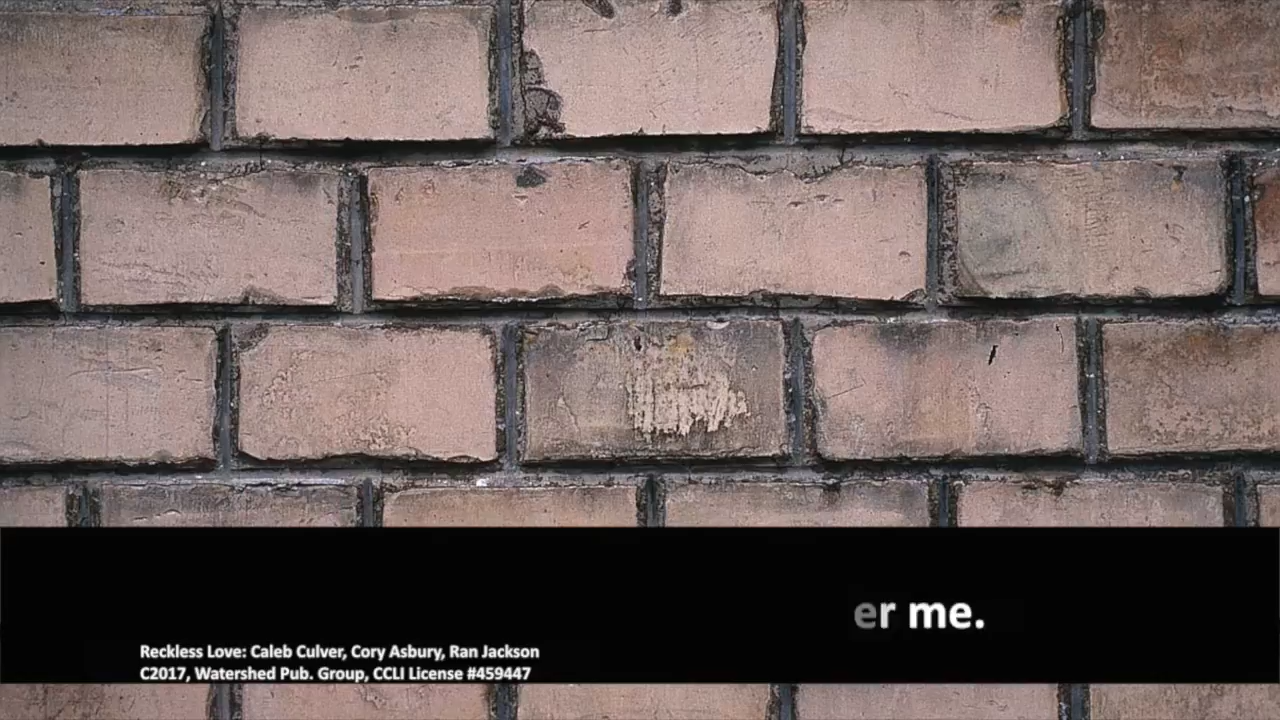 er me.
Reckless Love: Caleb Culver, Cory Asbury, Ran Jackson
C2017, Watershed Pub. Group, CCLI License #459447